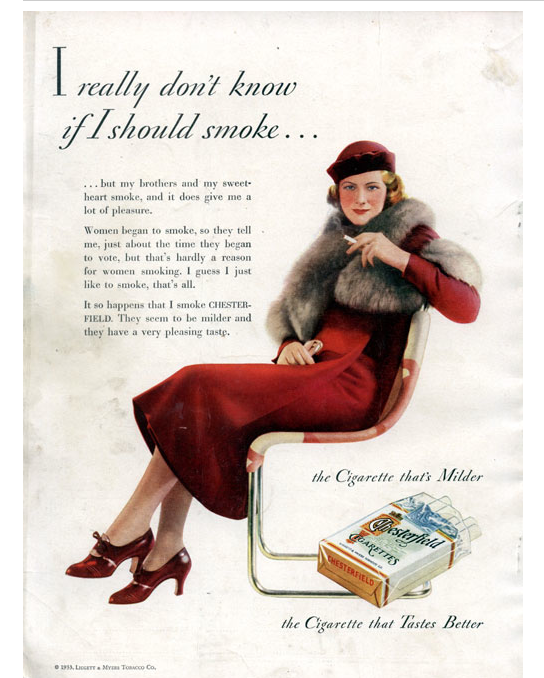 I really don't know
if I should smoke...
...but my brothers and my sweet-
heart smoke, and it does give me a
lot of pleasure.
Women began to smoke, so they tell
me, just about the time they began
to vote, but that's hardly a reason
for women smoking. I guess I just
like to smoke, that's all.
It so happens that I smoke CHESTER-
FIELD. They seem to be milder and
they have a very pleasing taste.
the Cigarette that's Milder
Chesterfield
CIGARETTES
CHESTERFIELD
the Cigarette that Tastes Better
© 1933, LIGGETT & MYERS TOBACCO CO.